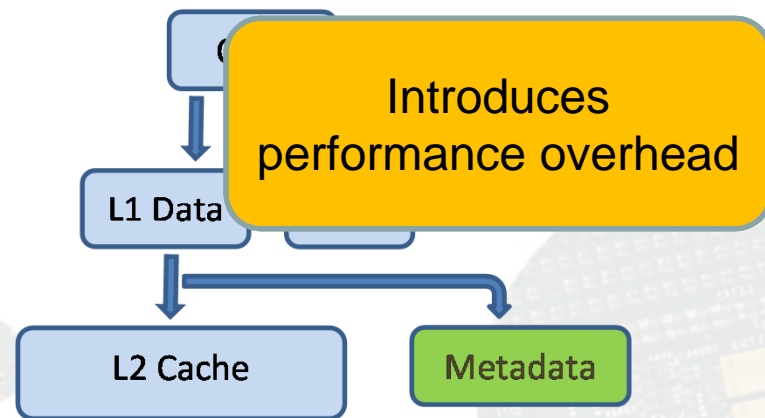 Introduces
performance overhead
L1 Data
L2 Cache
Metadata